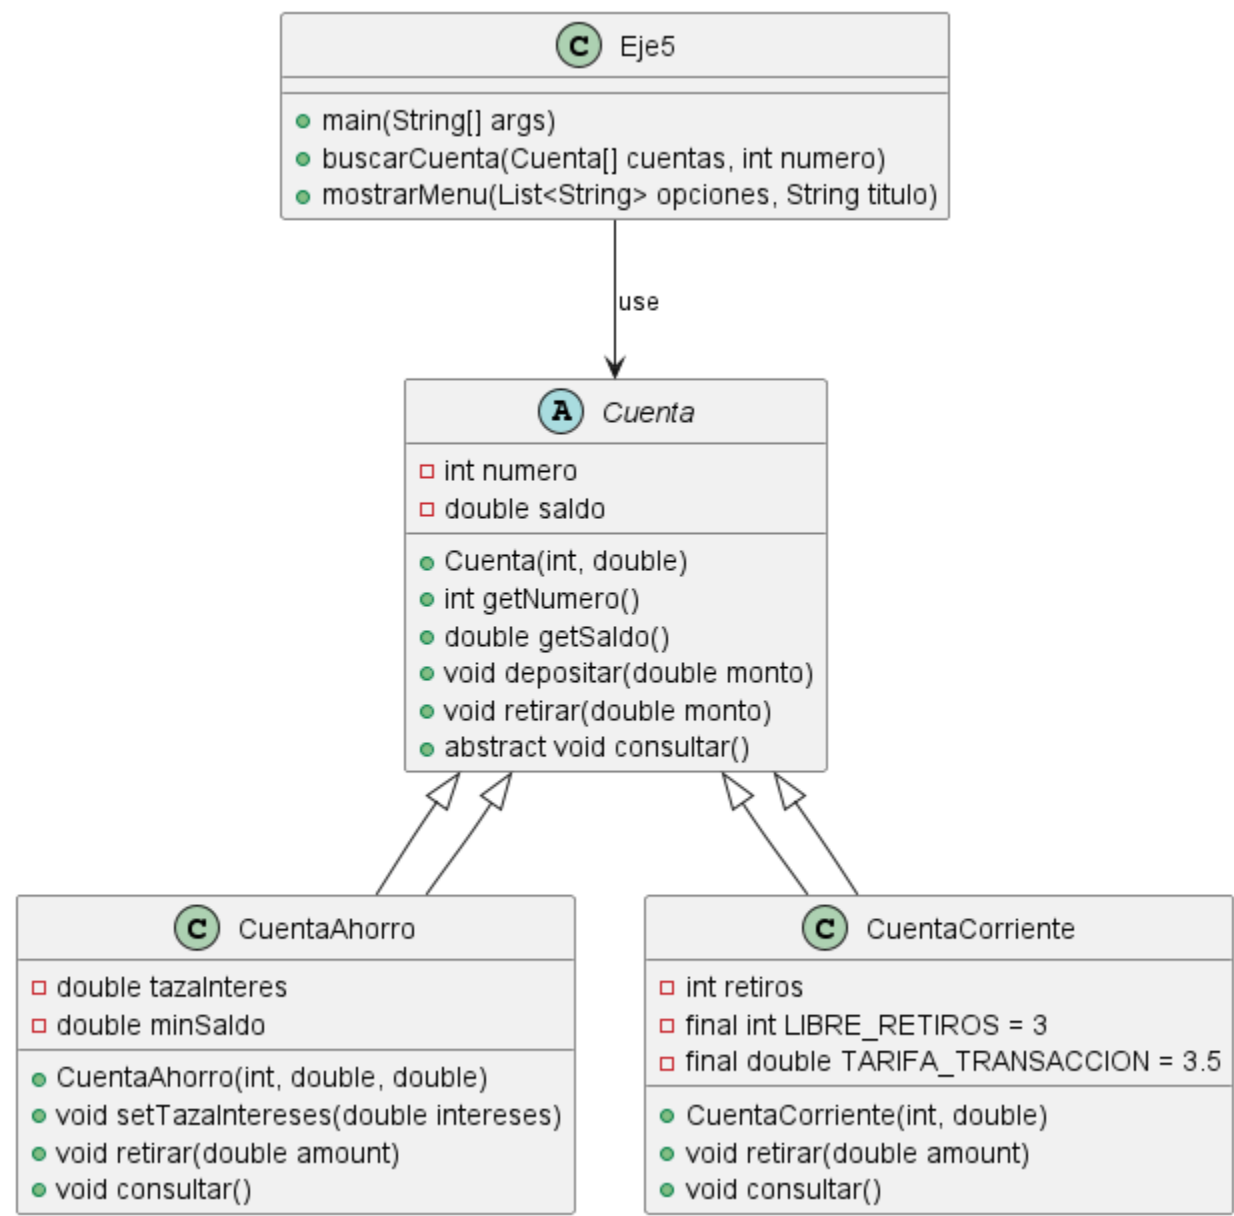 C Eje5
main(String[] args)
buscarCuenta(Cuenta[] cuentas, int numero)
mostrarMenu(List<String> opciones, String titulo)
use
A Cuenta
int numero
double saldo
Cuenta(int, double)
int getNumero()
double getSaldo()
void depositar(double monto)
void retirar(double monto)
abstract void consultar()
C CuentaAhorro
double tazaInteres
double minSaldo
CuentaAhorro(int, double, double)
void setTazaIntereses(double intereses)
void retirar(double amount)
void consultar()
C CuentaCorriente
int retiros
final int LIBRE_RETIROS = 3
final double TARIFA_TRANSACCION = 3.5
CuentaCorriente(int, double)
void retirar(double amount)
void consultar()